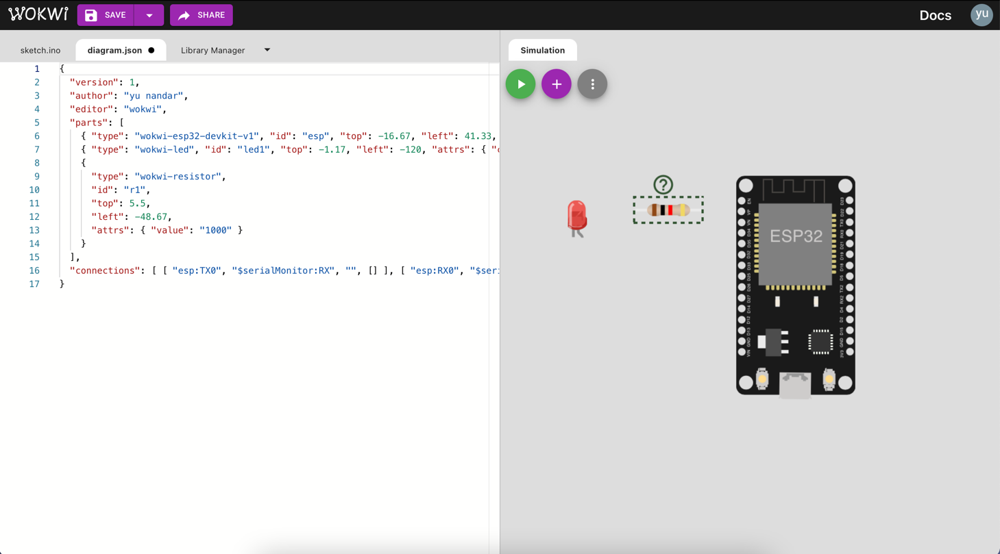 WOKWi SAVE SHARE Docs yu
sketch.ino diagram.json Library Manager
Simulation
1 {
2 "version": 1,
3 "author": "yu nandar",
4 "editor": "wokwi",
5 "parts": [
6 { "type": "wokwi-esp32-devkit-v1", "id": "esp", "top": -16.67, "left": 41.33,
7 { "type": "wokwi-led", "id": "led1", "top": -1.17, "left": -120, "attrs": { "c
8 {
9 "type": "wokwi-resistor",
10 "id": "r1",
11 "top": 5.5,
12 "left": -48.67,
13 "attrs": { "value": "1000" }
14 }
15 ],
16 "connections": [ [ "esp:TX0", "$serialMonitor:RX", "", [] ], [ "esp:RX0", "$ser
17 }
?
ESP32
EN
VP
VN
D34
D35
D32
D33
D25
D26
D27
D14
D12
D13
GND
VIN
D23
D22
TX0
RX0
D21
D19
D18
D5
TX2
RX2
D4
D2
D15
GND
3V3